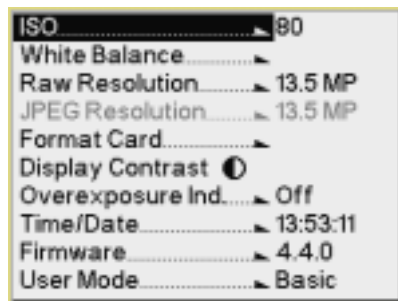 ISO 80
White Balance
Raw Resolution 13.5 MP
JPEG Resolution 13.5 MP
Format Card
Display Contrast
Overexposure Ind. Off
Time/Date 13:53:11
Firmware 4.4.0
User Mode Basic